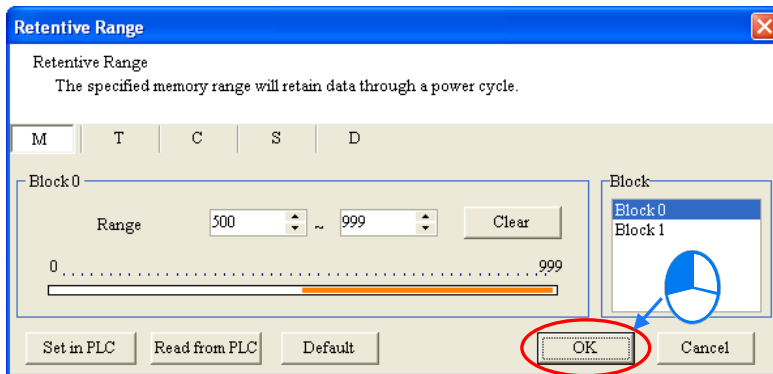 Retentive Range
Retentive Range
The specified memory range will retain data through a power cycle.
M T C S D
Block 0
Range 500 ~ 999 Clear
0 999
Block
Block 0
Block 1
Set in PLC Read from PLC Default OK Cancel